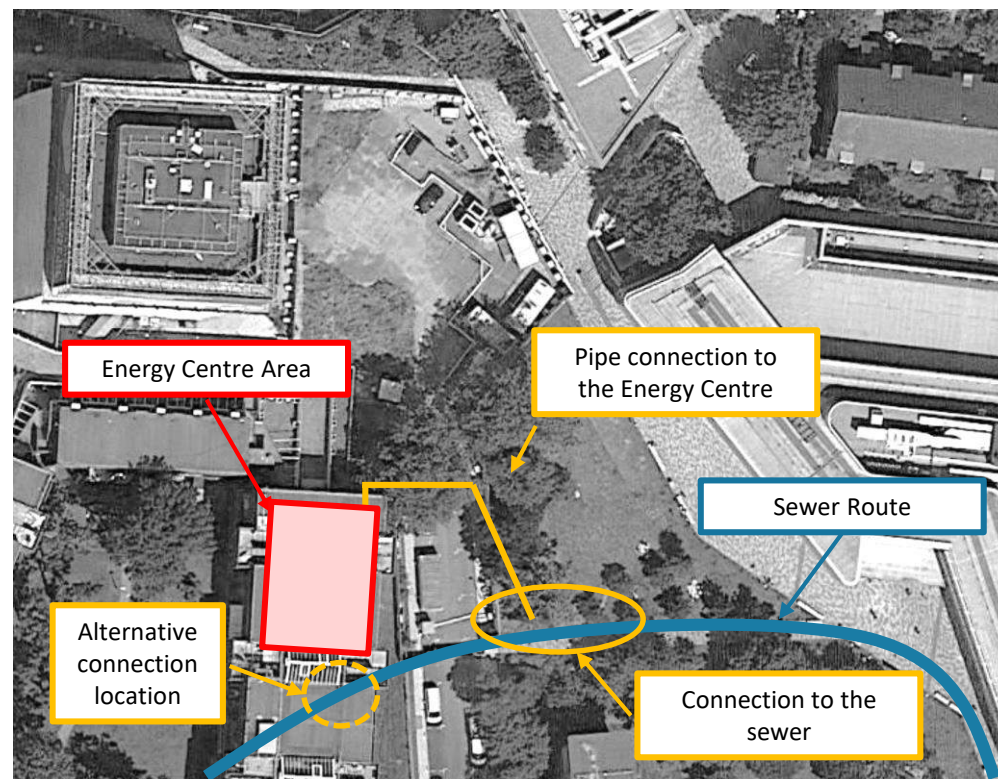 Energy Centre Area
Pipe connection to
the Energy Centre
Sewer Route
Alternative
connection
location
Connection to the
sewer